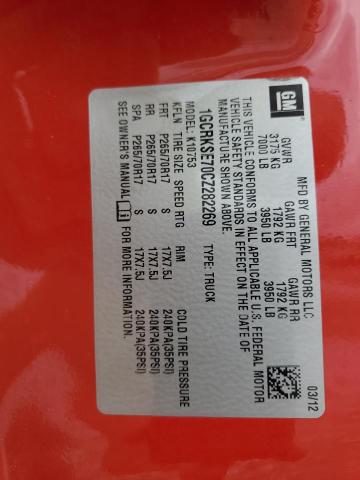 GM
MFD BY GENERAL MOTORS LLC 03/12
GVWR GAWR FRT GAWR RR
3175 KG 1792 KG 1792 KG
7000 LB 3950 LB 3950 LB
THIS VEHICLE CONFORMS TO ALL APPLICABLE U.S. FEDERAL MOTOR
VEHICLE SAFETY STANDARDS IN EFFECT ON THE DATE OF
MANUFACTURE SHOWN ABOVE.
1GCRKSE70CZ282269 TYPE: TRUCK
MODEL: K10753
KFLN TIRE SIZE SPEED RTG RIM COLD TIRE PRESSURE
FRT P265/70R17 S 17X7.5J 240KPA(35PSI)
RR P265/70R17 S 17X7.5J 240KPA(35PSI)
SPA P265/70R17 S 17X7.5J 240KPA(35PSI)
SEE OWNER'S MANUAL FOR MORE INFORMATION.